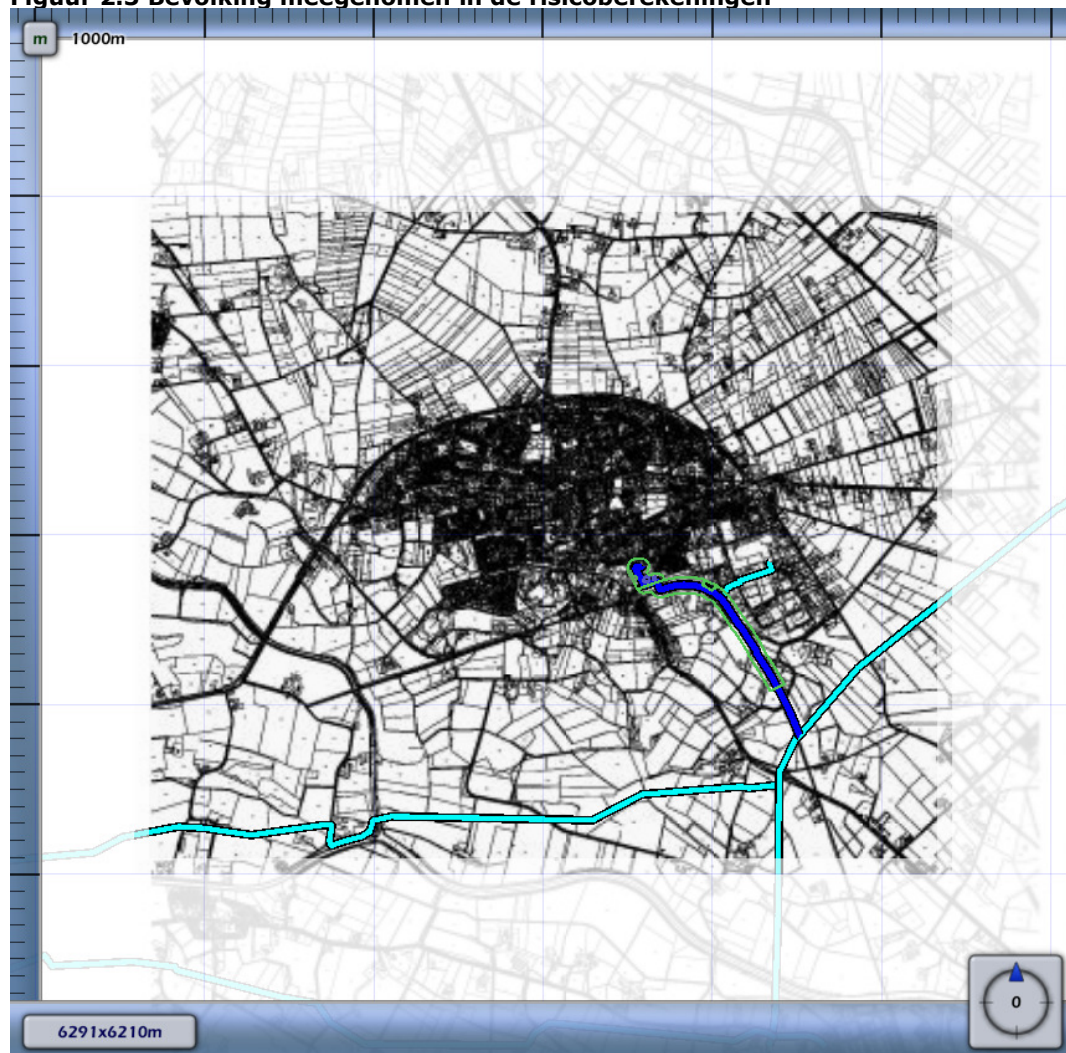 Figuur 2.3 Bevolking meegenomen in de risicoberekeningen
m
1000m
6291x6210m
0